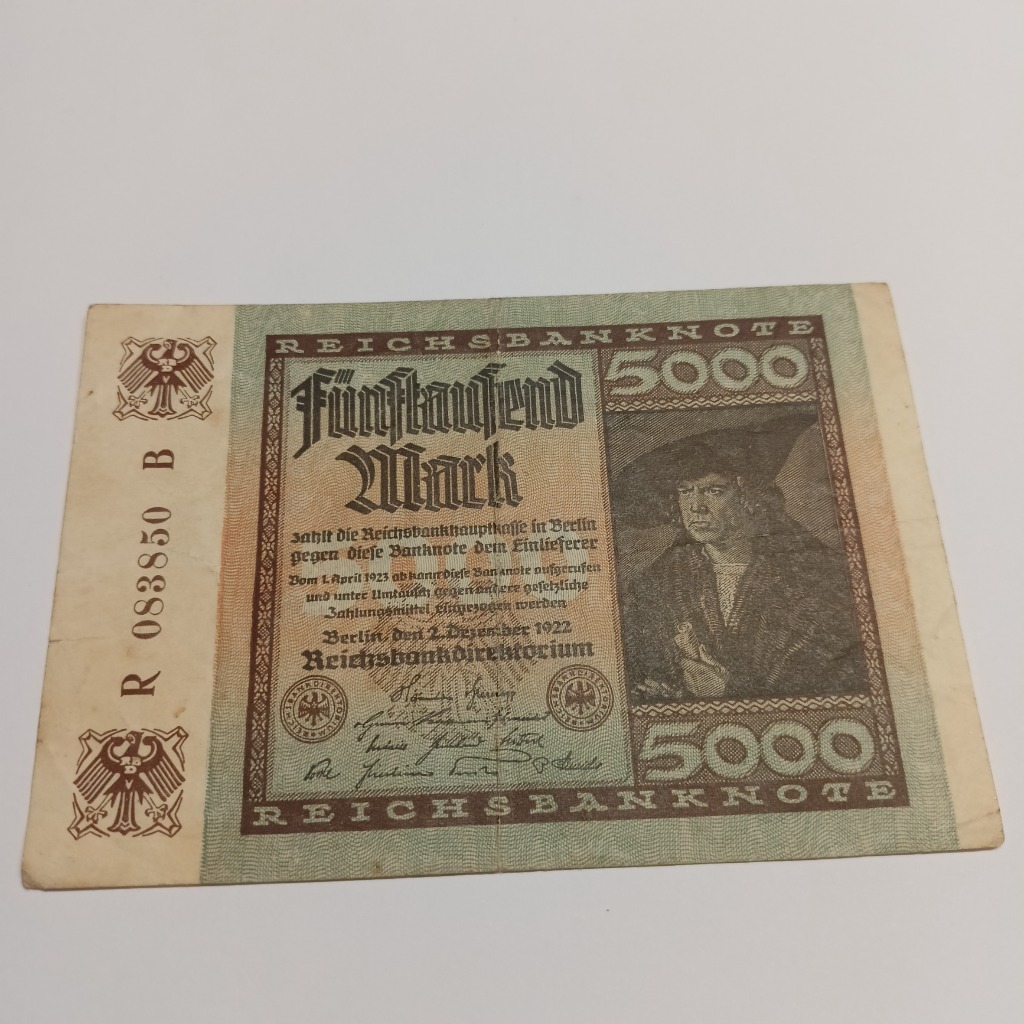 R 083850 B
REICHSBANKNOTE
Fünftausend
Mark
zahlt die Reichsbankhauptkasse in Berlin
gegen diese Banknote dem Einlieferer
Vom 1. April 1923 ab kann diese Banknote aufgerufen
und unter Umtausch gegen andere gesetzliche
Zahlungsmittel eingezogen werden
Berlin, den 2. Dezember 1922
Reichsbankdirektorium
5000
5000
REICHSBANKNOTE